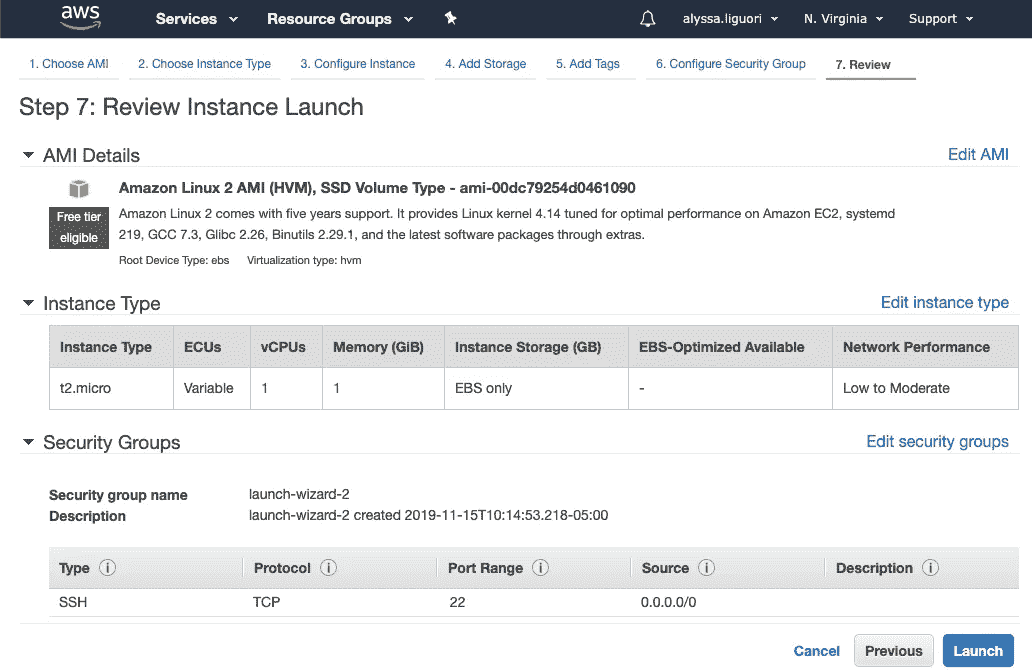 aws Services Resource Groups alyssa.liguori N. Virginia Support
1. Choose AMI 2. Choose Instance Type 3. Configure Instance 4. Add Storage 5. Add Tags 6. Configure Security Group 7. Review
Step 7: Review Instance Launch
AMI Details Edit AMI
Amazon Linux 2 AMI (HVM), SSD Volume Type - ami-00dc79254d0461090
Free tier
eligible
Amazon Linux 2 comes with five years support. It provides Linux kernel 4.14 tuned for optimal performance on Amazon EC2, systemd
219, GCC 7.3, Glibc 2.26, Binutils 2.29.1, and the latest software packages through extras.
Root Device Type: ebs Virtualization type: hvm
Instance Type Edit instance type
Instance Type ECUs vCPUs Memory (GiB) Instance Storage (GB) EBS-Optimized Available Network Performance
t2.micro Variable 1 1 EBS only - Low to Moderate
Security Groups Edit security groups
Security group name launch-wizard-2
Description launch-wizard-2 created 2019-11-15T10:14:53.218-05:00
Type i Protocol i Port Range i Source i Description i
SSH TCP 22 0.0.0.0/0
Cancel Previous Launch